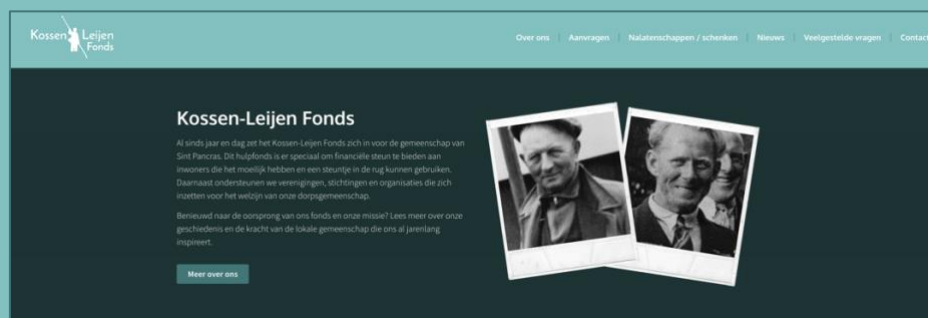 Kossen Leijen
Fonds
Over ons
Aanvragen
Nalatenschappen / schenken
Nieuws
Veelgestelde vragen
Contact
Kossen-Leijen Fonds
Al sinds jaar en dag zet het Kossen-Leijen Fonds zich in voor de gemeenschap van
Sint Pancras. Dit hulpfonds is er speciaal om financiële steun te bieden aan
inwoners die het moeilijk hebben en een steuntje in de rug kunnen gebruiken.
Daarnaast ondersteunen we verenigingen, stichtingen en organisaties die zich
inzetten voor het welzijn van onze dorpsgemeenschap.
Benieuwd naar de oorsprong van ons fonds en onze missie? Lees meer over onze
geschiedenis en de kracht van de lokale gemeenschap die ons al jarenlang
inspireert.
Meer over ons